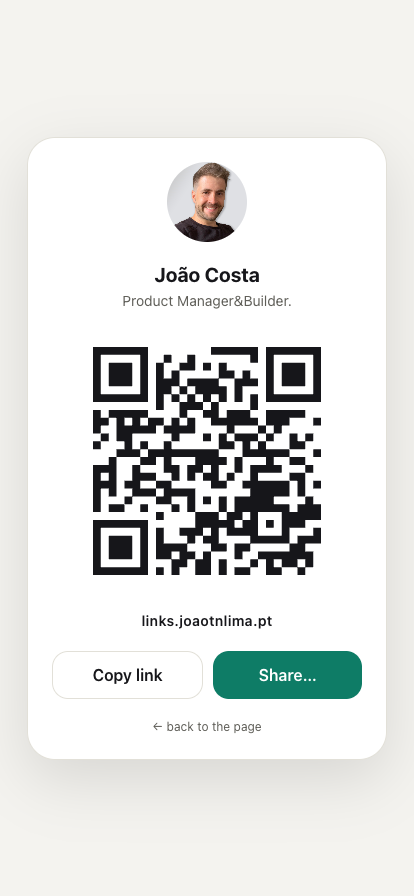 João Costa
Product Manager&Builder.
links.joaotnlima.pt
Copy link
Share...
← back to the page